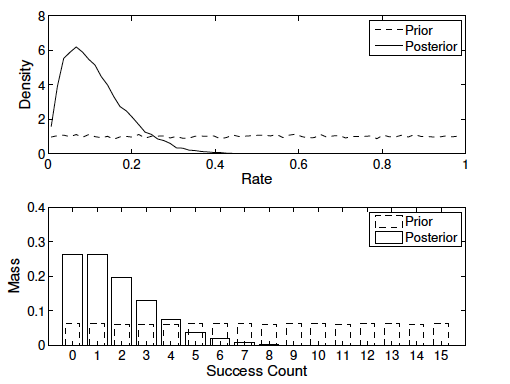 8
6
4
2
0
Density
Prior
Posterior
0 0.2 0.4 0.6 0.8 1
Rate
0.4
0.3
0.2
0.1
0
Mass
Prior
Posterior
0 1 2 3 4 5 6 7 8 9 10 11 12 13 14 15
Success Count